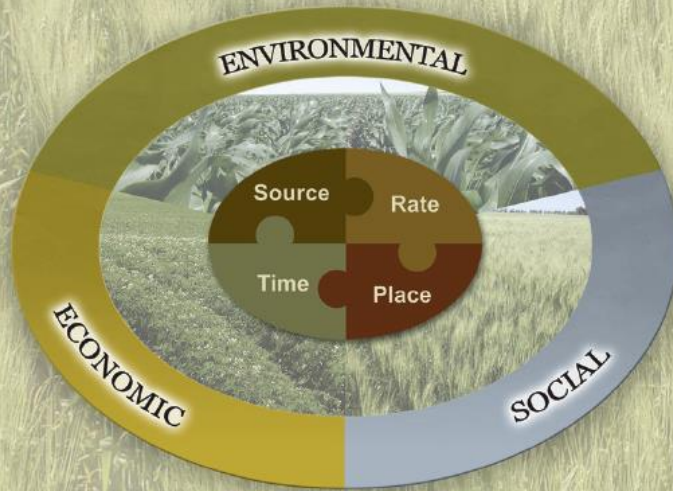 ENVIRONMENTAL
Source
Rate
Time
Place
ECONOMIC
SOCIAL